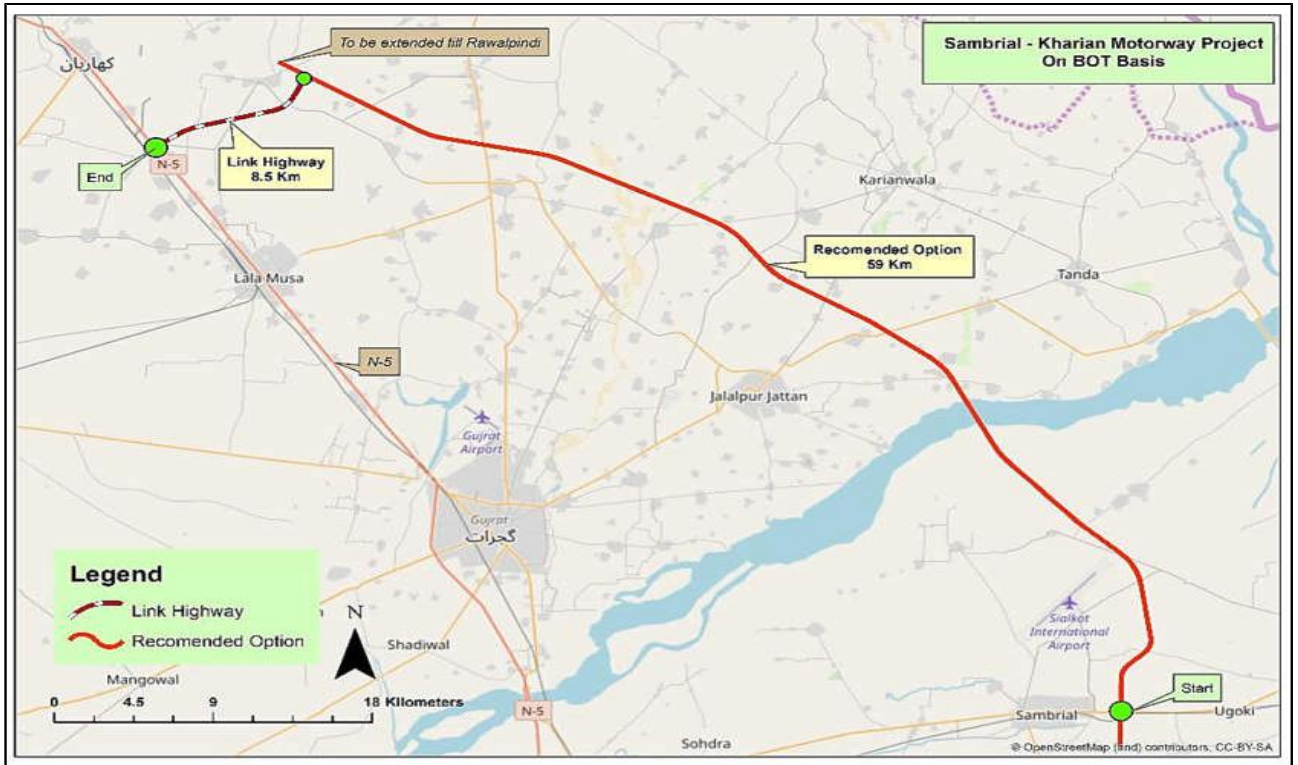 Sambrial - Kharian Motorway Project
On BOT Basis
To be extended till Rawalpindi
کھاریاں
N-5
End
Link Highway
8.5 Km
Karianwala
Recomended Option
59 Km
Tanda
Lala Musa
N-5
Jalalpur Jattan
Gujrat
Airport
Gujrat
گجرات
Legend
Link Highway
Recomended Option
N
Shadiwal
Mangowal
0 4.5 9 18 Kilometers
N-5
Sohdra
Sialkot
International
Airport
Start
Sambrial
Ugoki
© OpenStreetMap (and) contributors, CC-BY-SA